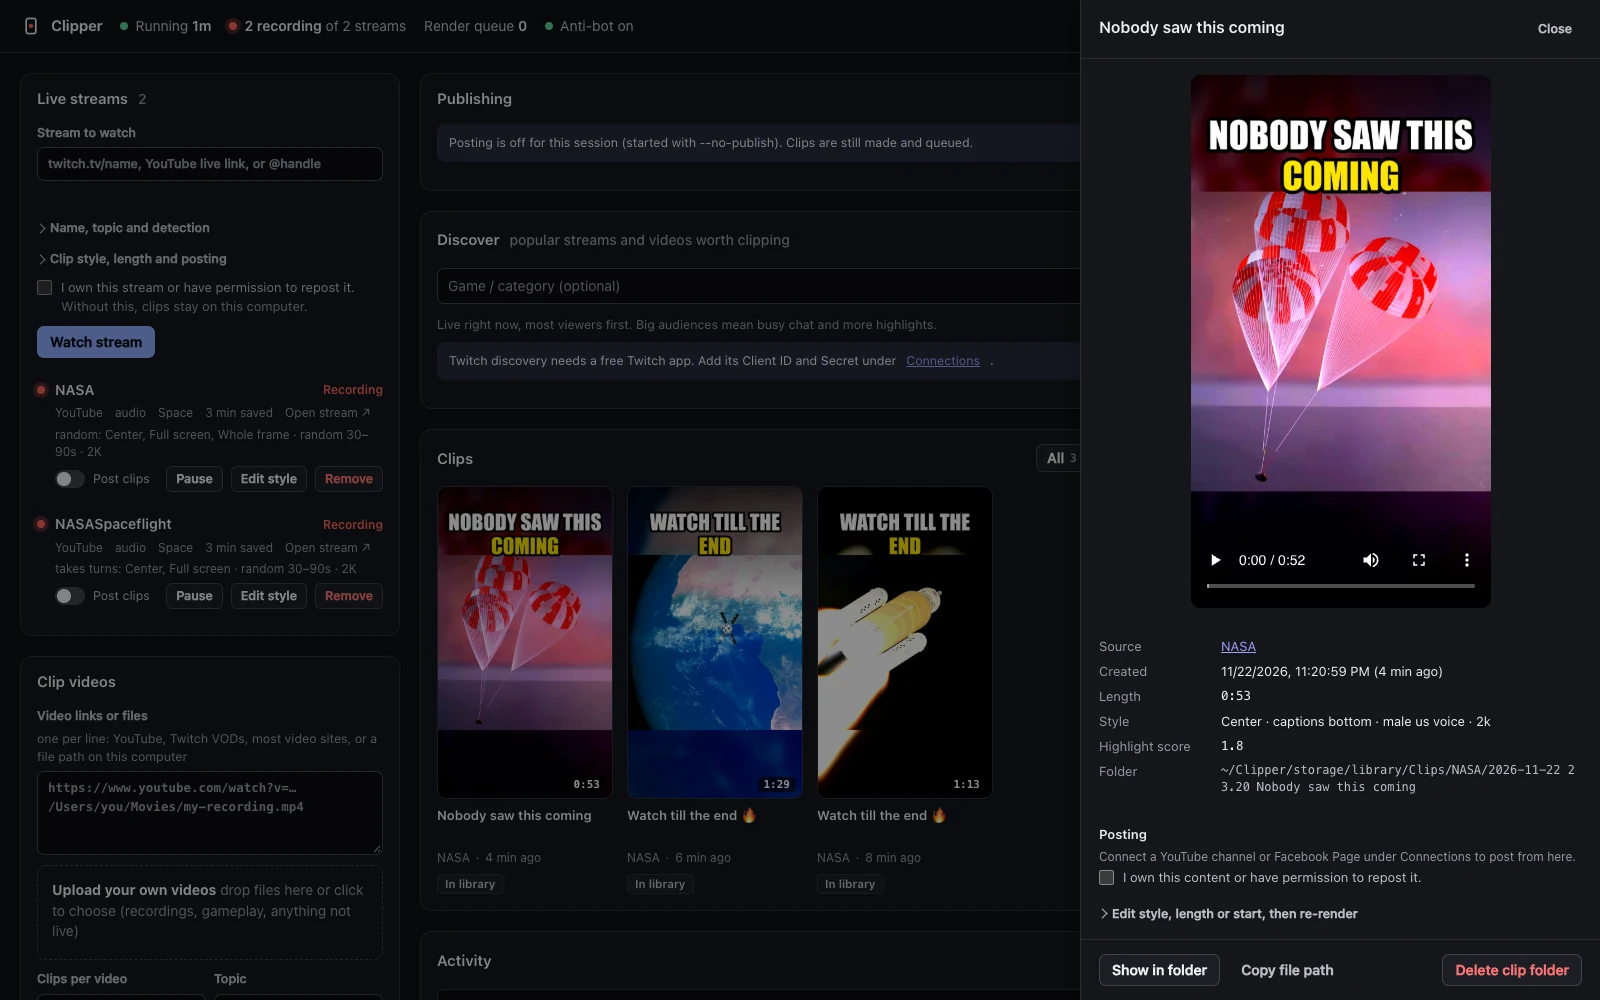 Clipper
Running 1m
2 recording of 2 streams
Render queue 0
Anti-bot on
Live streams 2
Stream to watch
twitch.tv/name, YouTube live link, or @handle
Name, topic and detection
Clip style, length and posting
I own this stream or have permission to repost it.
Without this, clips stay on this computer.
Watch stream
NASA
Recording
YouTube audio Space 3 min saved Open stream ↗
random: Center, Full screen, Whole frame · random 30–
90s · 2K
Post clips
Pause
Edit style
Remove
NASASpaceflight
Recording
YouTube audio Space 3 min saved Open stream ↗
takes turns: Center, Full screen · random 30–90s · 2K
Post clips
Pause
Edit style
Remove
Clip videos
Video links or files
one per line: YouTube, Twitch VODs, most video sites, or a
file path on this computer
https://www.youtube.com/watch?v=…
/Users/you/Movies/my-recording.mp4
Upload your own videos drop files here or click
to choose (recordings, gameplay, anything not
live)
Clips per video
Topic
Publishing
Posting is off for this session (started with --no-publish). Clips are still made and queued.
Discover popular streams and videos worth clipping
Game / category (optional)
Live right now, most viewers first. Big audiences mean busy chat and more highlights.
Twitch discovery needs a free Twitch app. Add its Client ID and Secret under Connections .
Clips
All 3
NOBODY SAW THIS
COMING
0:53
Nobody saw this coming
NASA · 4 min ago
In library
WATCH TILL THE
END
1:29
Watch till the end 🔥
NASA · 6 min ago
In library
WATCH TILL THE
END
1:13
Watch till the end 🔥
NASA · 8 min ago
In library
Activity
Nobody saw this coming
Close
NOBODY SAW THIS
COMING
0:00 / 0:52
Source NASA
Created 11/22/2026, 11:20:59 PM (4 min ago)
Length 0:53
Style Center · captions bottom · male us voice · 2k
Highlight score 1.8
Folder ~/Clipper/storage/library/Clips/NASA/2026-11-22 2
3.20 Nobody saw this coming
Posting
Connect a YouTube channel or Facebook Page under Connections to post from here.
I own this content or have permission to repost it.
Edit style, length or start, then re-render
Show in folder
Copy file path
Delete clip folder